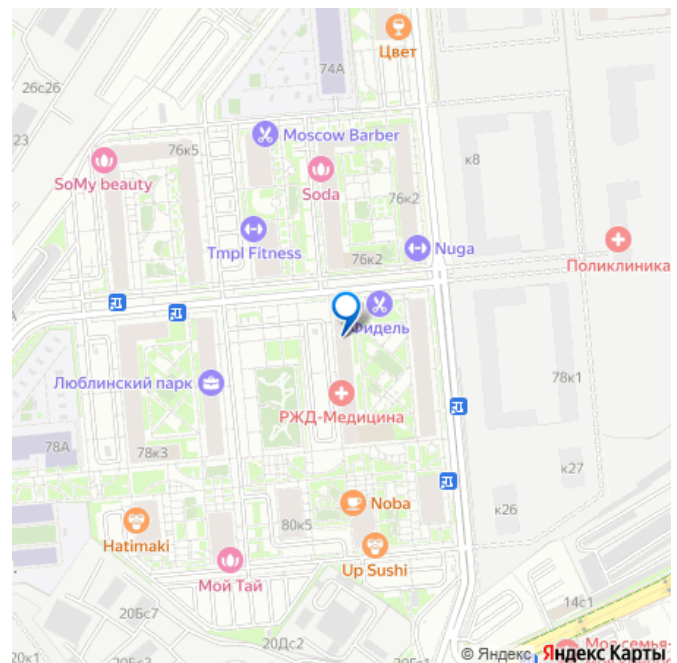 Цвет
74А
26с26
23
Moscow Barber
76к5
к8
SoMy beauty
Soda
76к2
Tmpl Fitness
Nuga
76к2
Поликлиника
Фидель
Люблинский парк
78к1
РЖД-Медицина
78А
78к3
к27
Noba
80к5
к26
Hatimaki
Up Sushi
Мой Тай
14с1
20Бс7
20Дс2
20к1
20Бс5
© Яндекс Яндекс Карты